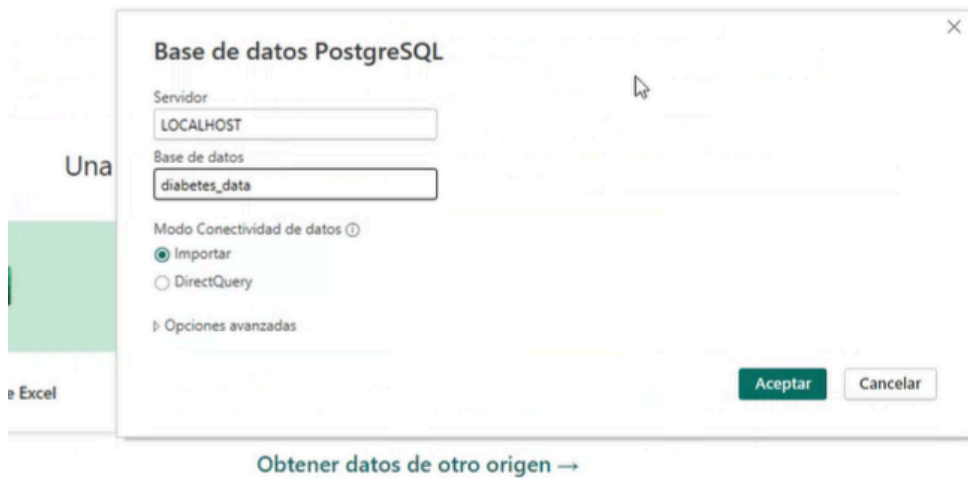 Base de datos PostgreSQL
Servidor
LOCALHOST
Una
Base de datos
diabetes_data
Modo Conectividad de datos
Importar
DirectQuery
Opciones avanzadas
e Excel
Aceptar Cancelar
Obtener datos de otro origen →